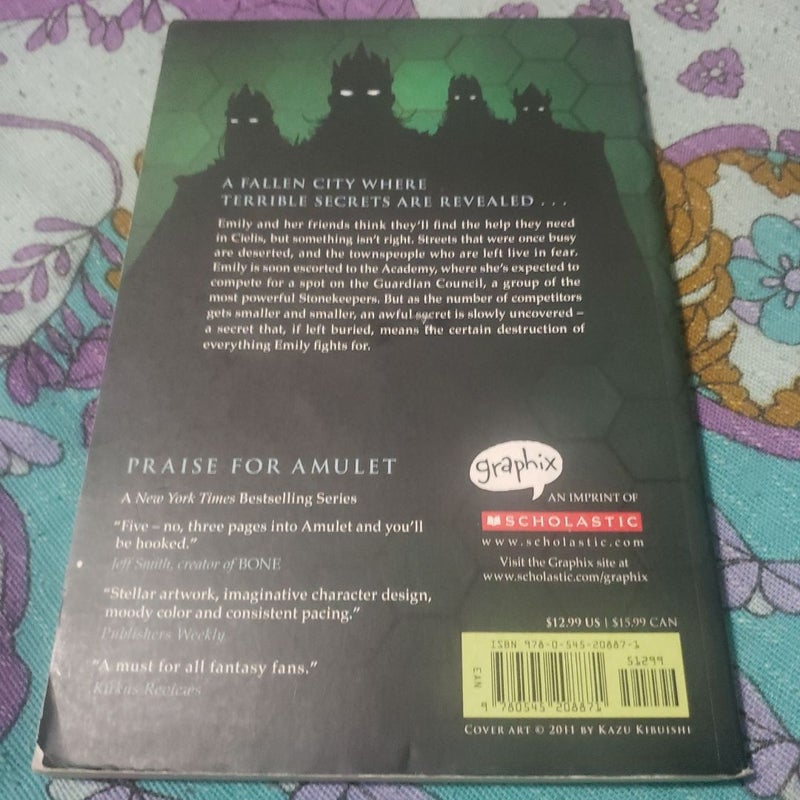 A FALLEN CITY WHERE
TERRIBLE SECRETS ARE REVEALED . . .
Emily and her friends think they'll find the help they need
in Cielis, but something isn't right. Streets that were once busy
are deserted, and the townspeople who are left live in fear.
Emily is soon escorted to the Academy, where she's expected to
compete for a spot on the Guardian Council, a group of the
most powerful Stonekeepers. But as the number of competitors
gets smaller and smaller, an awful secret is slowly uncovered –
a secret that, if left buried, means the certain destruction of
everything Emily fights for.
PRAISE FOR AMULET
A New York Times Bestselling Series
"Five – no, three pages into Amulet and you'll
be hooked."
Jeff Smith, creator of BONE
"Stellar artwork, imaginative character design,
moody color and consistent pacing."
Publishers Weekly
"A must for all fantasy fans."
Kirkus Reviews
graphix
AN IMPRINT OF
SCHOLASTIC
www.scholastic.com
Visit the Graphix site at
www.scholastic.com/graphix
$12.99 US | $15.99 CAN
ISBN 978-0-545-20887-1
51299
EAN
9 780545 208871
COVER ART © 2011 BY KAZU KIBUISHI